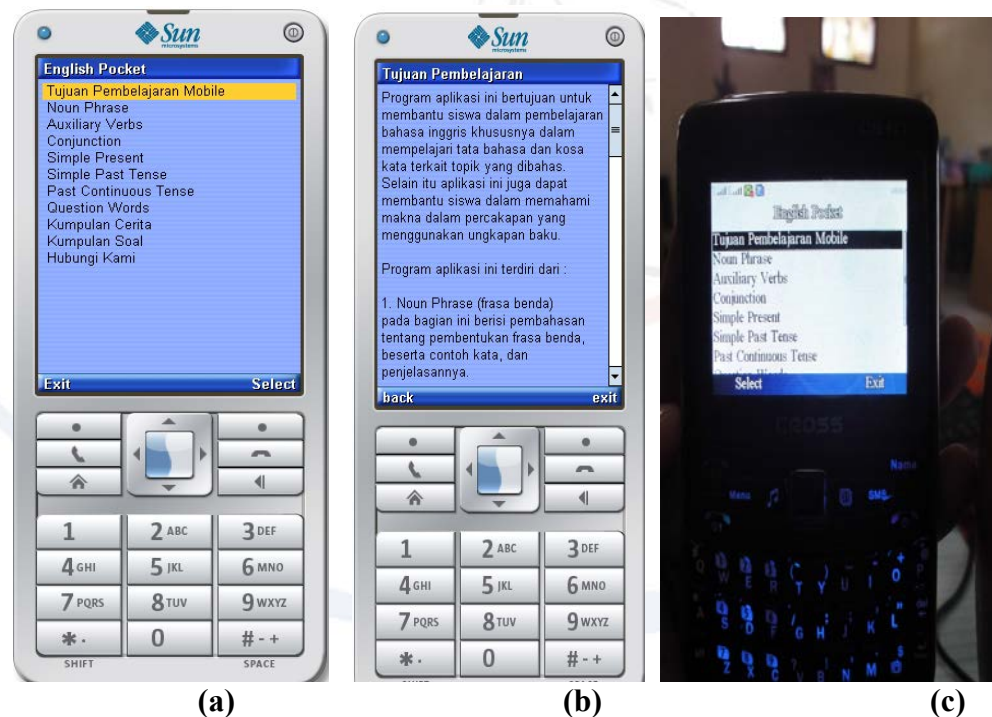 Sun
microsystems
English Pocket
Tujuan Pembelajaran Mobile
Noun Phrase
Auxiliary Verbs
Conjunction
Simple Present
Simple Past Tense
Past Continuous Tense
Question Words
Kumpulan Cerita
Kumpulan Soal
Hubungi Kami
Exit Select
1 2 ABC 3 DEF
4 GHI 5 JKL 6 MNO
7 PQRS 8 TUV 9 WXYZ
* . 0 # - +
SHIFT SPACE
(a)
Sun
microsystems
Tujuan Pembelajaran
Program aplikasi ini bertujuan untuk
membantu siswa dalam pembelajaran
bahasa inggris khususnya dalam
mempelajari tata bahasa dan kosa
kata terkait topik yang dibahas.
Selain itu aplikasi ini juga dapat
membantu siswa dalam memahami
makna dalam percakapan yang
menggunakan ungkapan baku.
Program aplikasi ini terdiri dari :
1. Noun Phrase (frasa benda)
pada bagian ini berisi pembahasan
tentang pembentukan frasa benda,
beserta contoh kata, dan
penjelasannya.
back exit
1 2 ABC 3 DEF
4 GHI 5 JKL 6 MNO
7 PQRS 8 TUV 9 WXYZ
* . 0 # - +
(b)
English Pocket
Tujuan Pembelajaran Mobile
Noun Phrase
Auxiliary Verbs
Conjunction
Simple Present
Simple Past Tense
Past Continuous Tense
Question Words
Select Exit
G2055
Name
Menu SMS
Q W E R T Y U I O
S D F G H J K L
Z X C V B N M
(c)